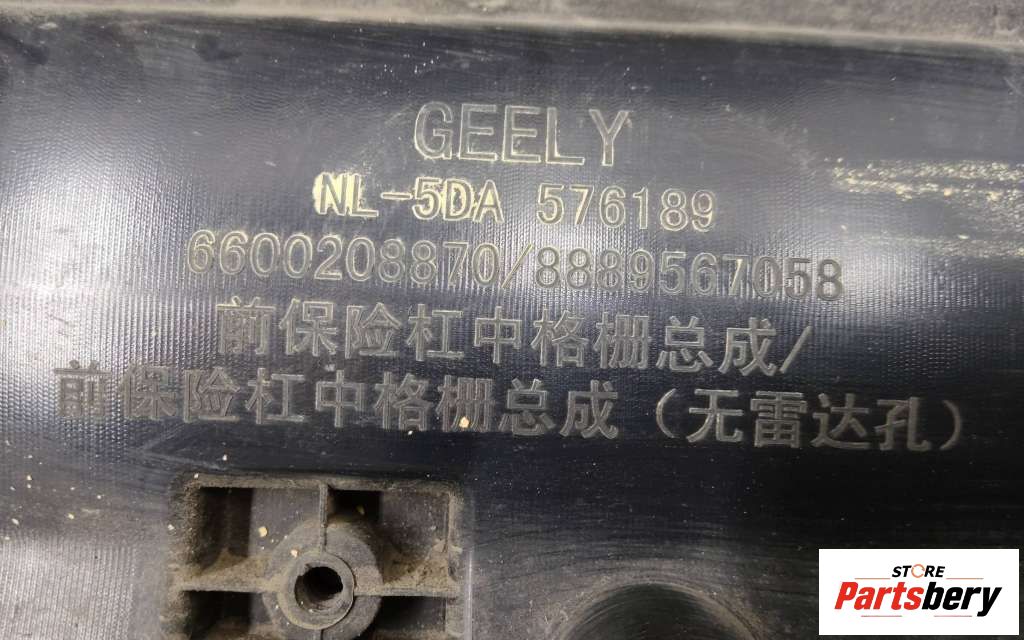 GEELY
NL-5DA 576189
6600208870/8889567058
前保险杠中格栅总成/
前保险杠中格栅总成（无雷达孔）
STORE
Partsbery